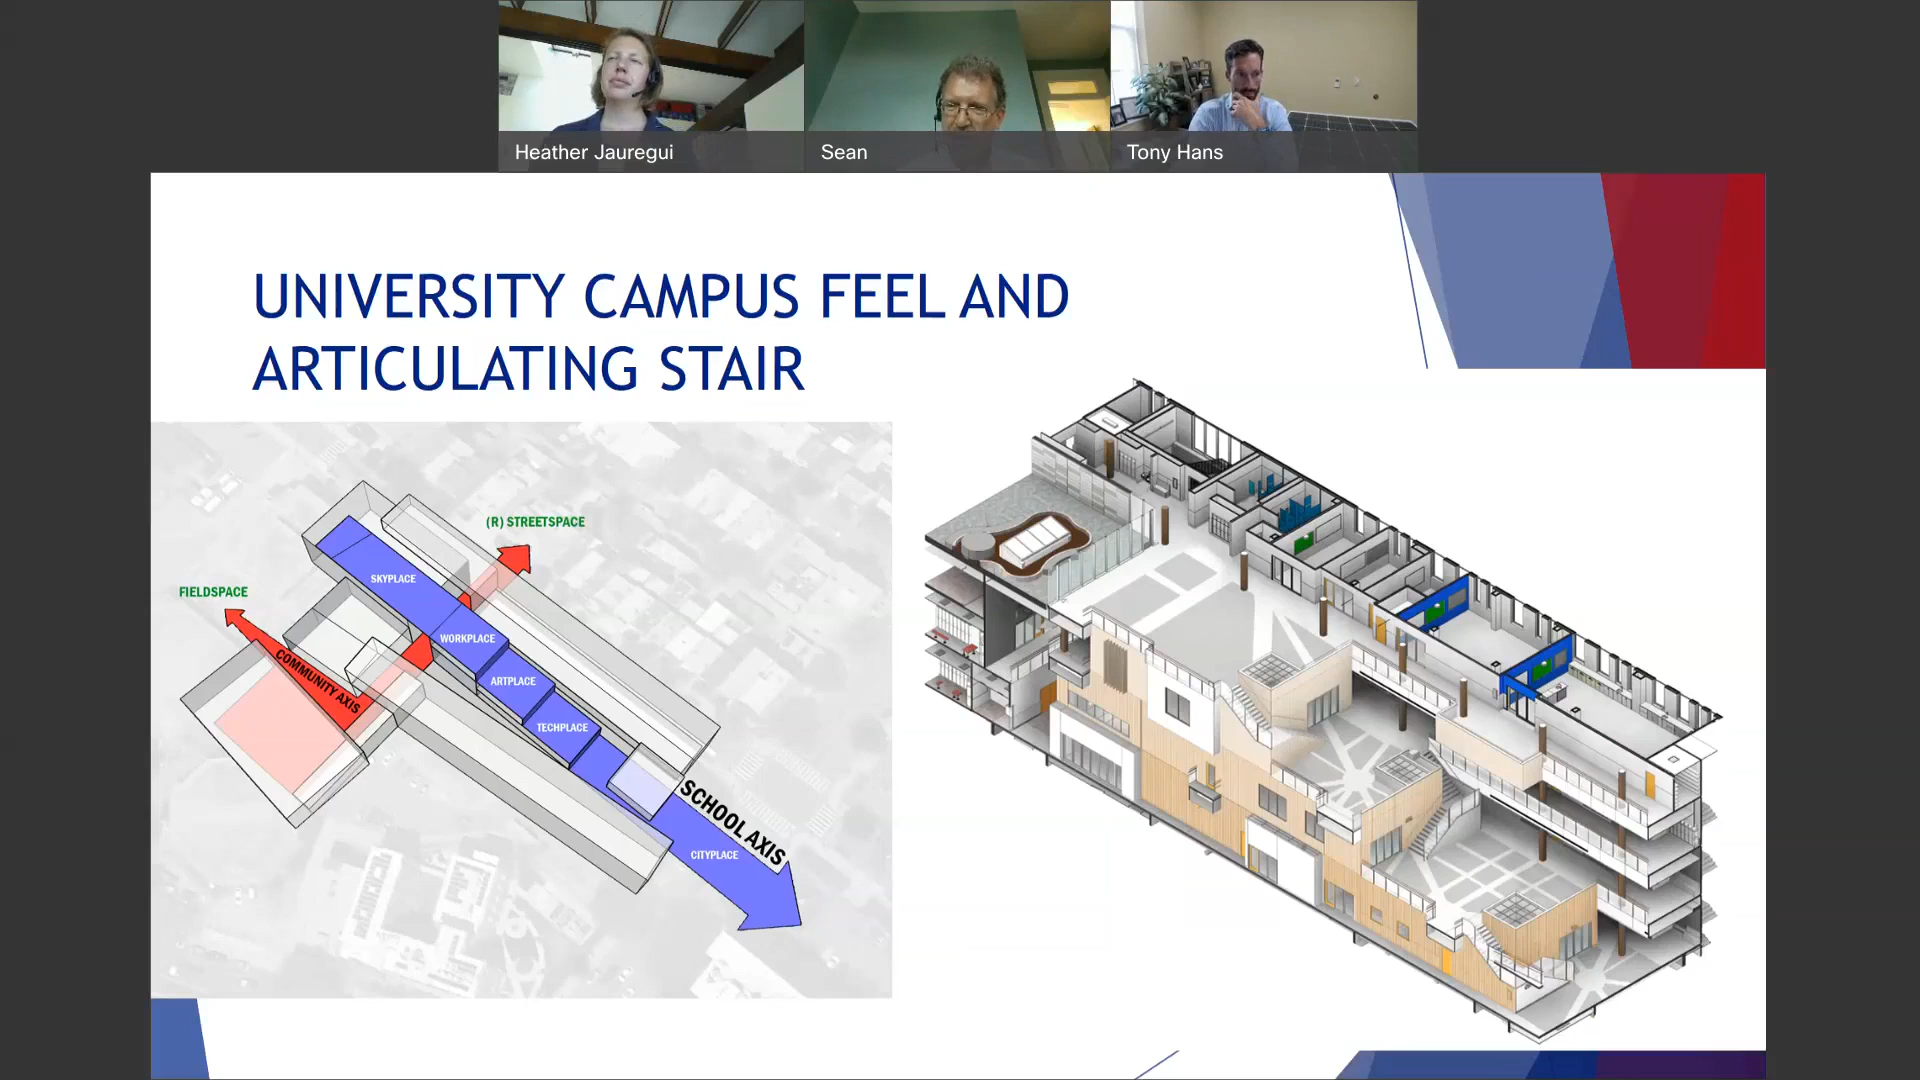 Heather Jauregui
Sean
Tony Hans
UNIVERSITY CAMPUS FEEL AND
ARTICULATING STAIR
(R) STREETSPACE
FIELDSPACE
SKYPLACE
WORKPLACE
COMMUNITY AXIS
ARTPLACE
TECHPLACE
SCHOOL AXIS
CITYPLACE